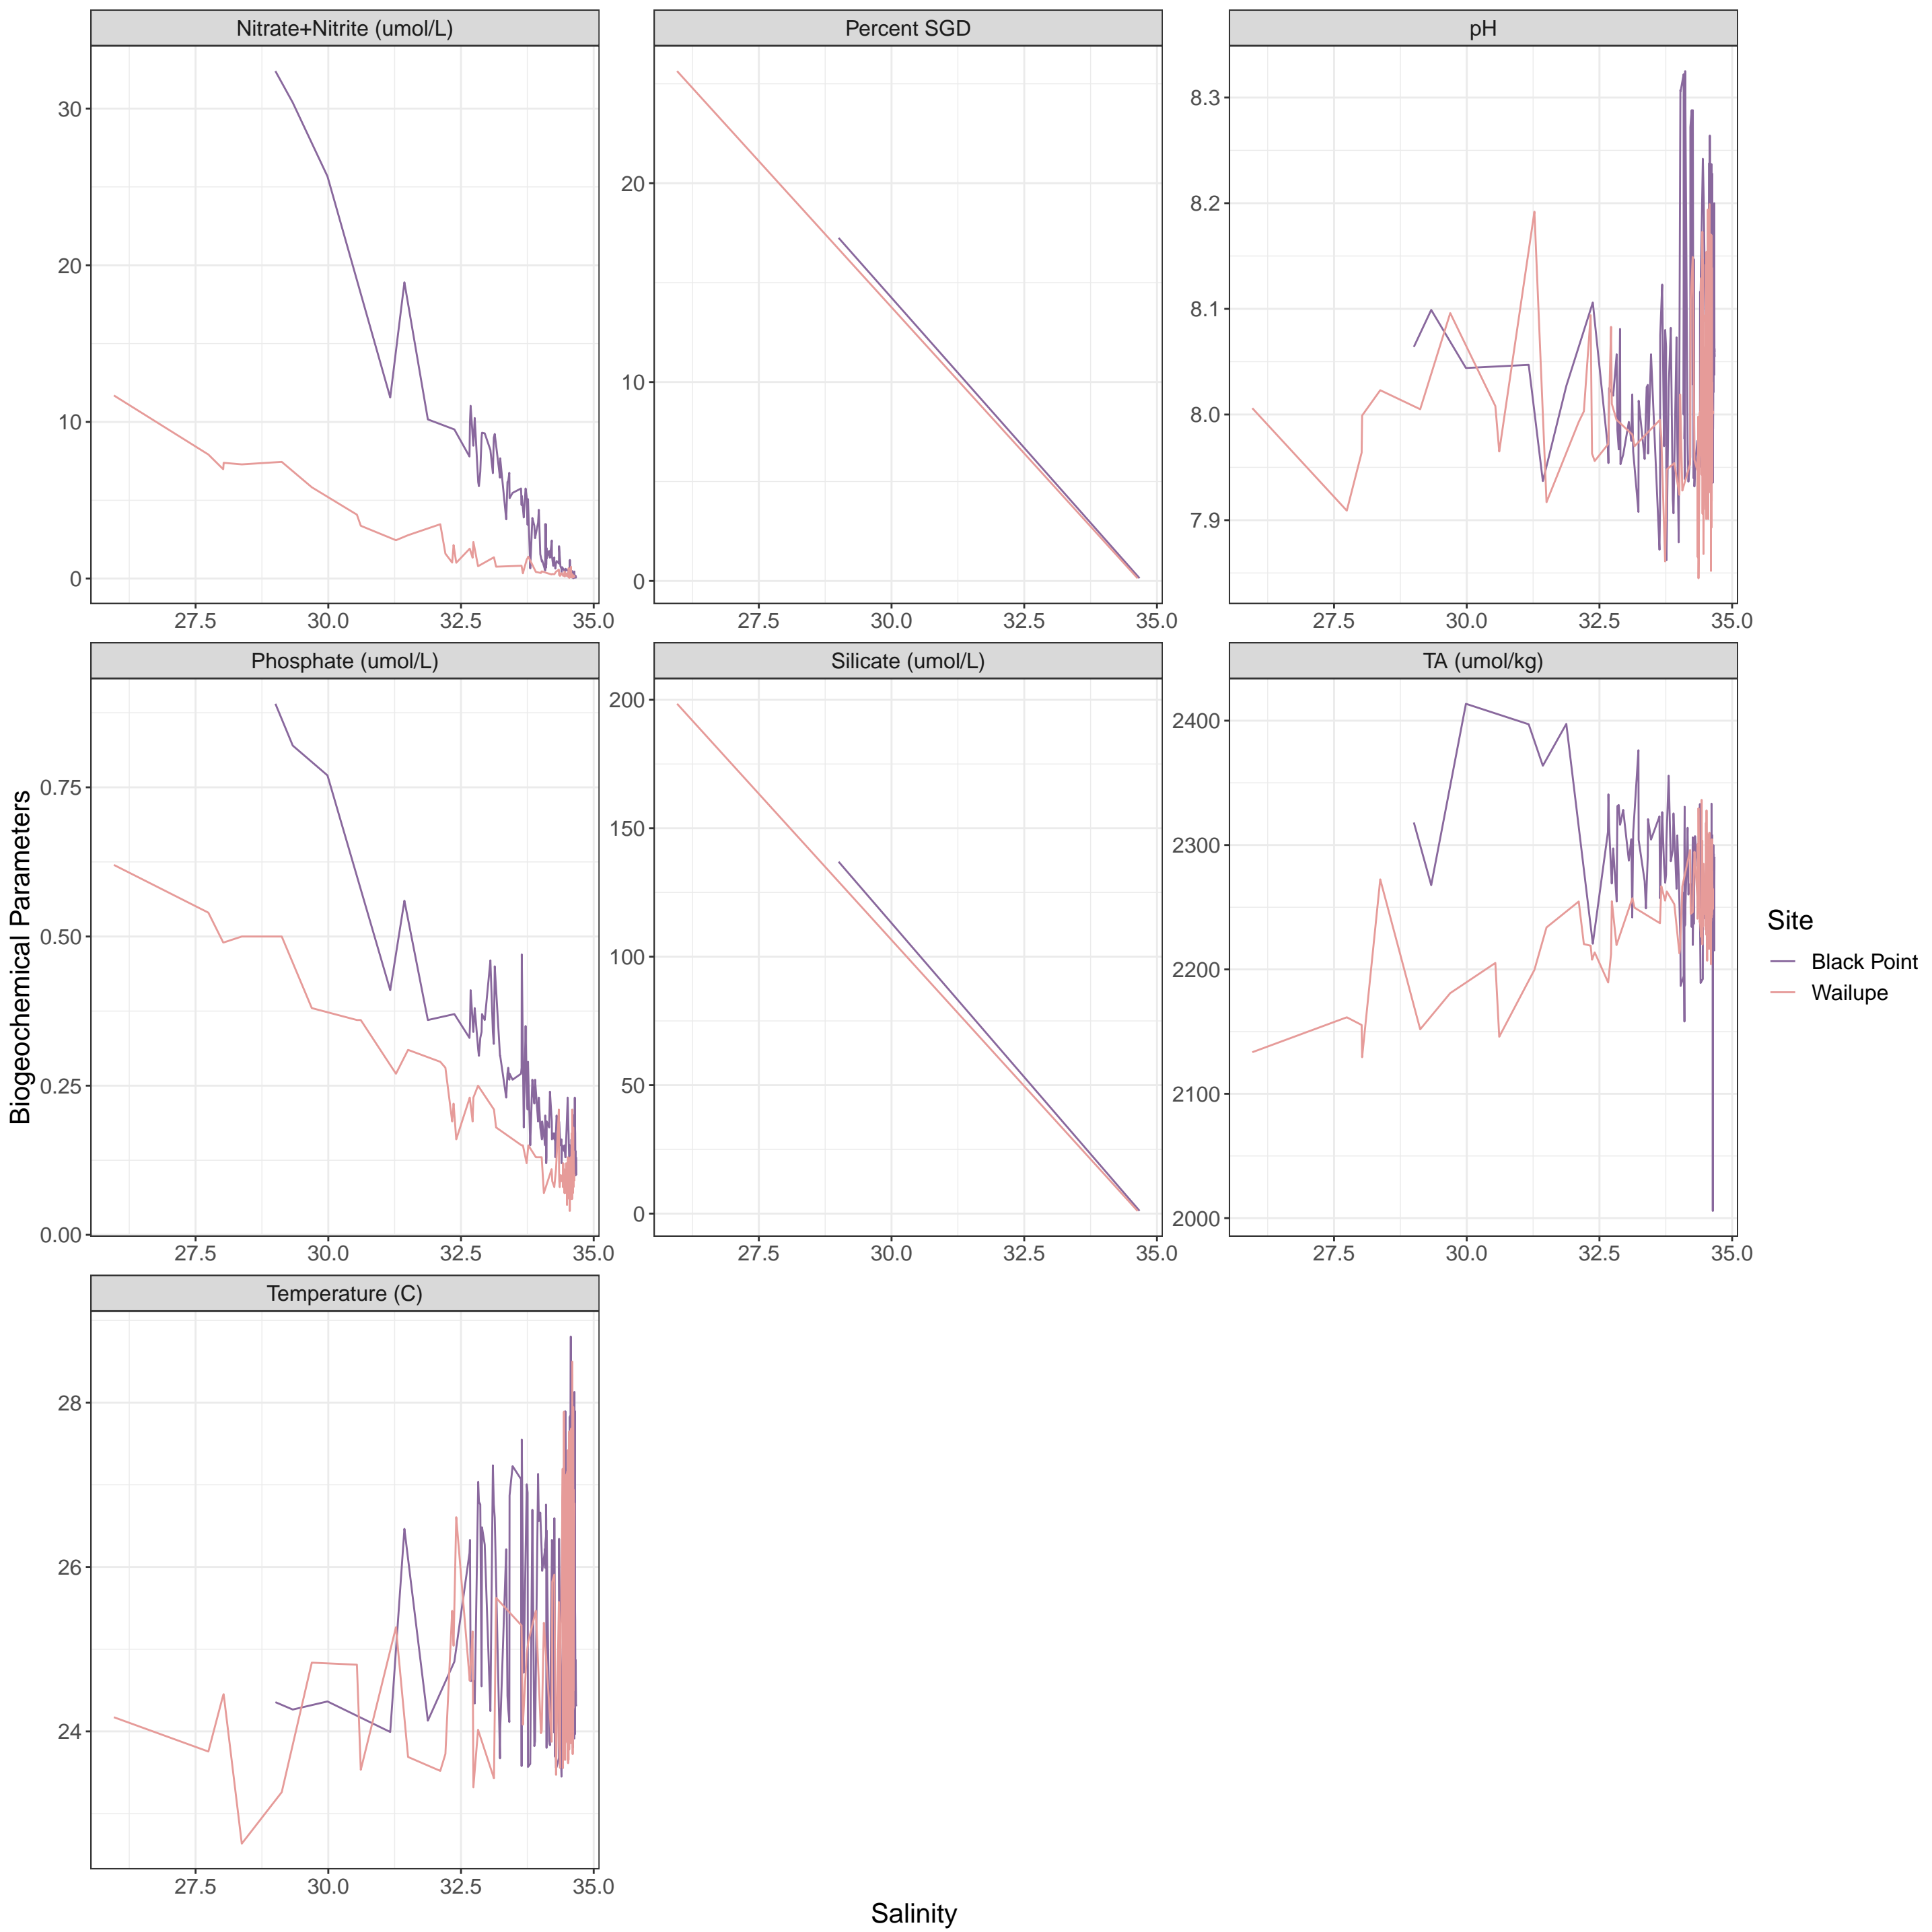 Nitrate+Nitrite (umol/L) Percent SGD pH
30
20
10
0
20
10
0
8.3
8.2
8.1
8.0
7.9
27.5 30.0 32.5 35.0 27.5 30.0 32.5 35.0 27.5 30.0 32.5 35.0
Phosphate (umol/L) Silicate (umol/L) TA (umol/kg)
0.75
0.50
0.25
0.00
200
150
100
50
0
2400
2300
2200
2100
2000
27.5 30.0 32.5 35.0 27.5 30.0 32.5 35.0 27.5 30.0 32.5 35.0
Temperature (C)
28
26
24
27.5 30.0 32.5 35.0
Biogeochemical Parameters
Salinity
Site
Black Point
Wailupe